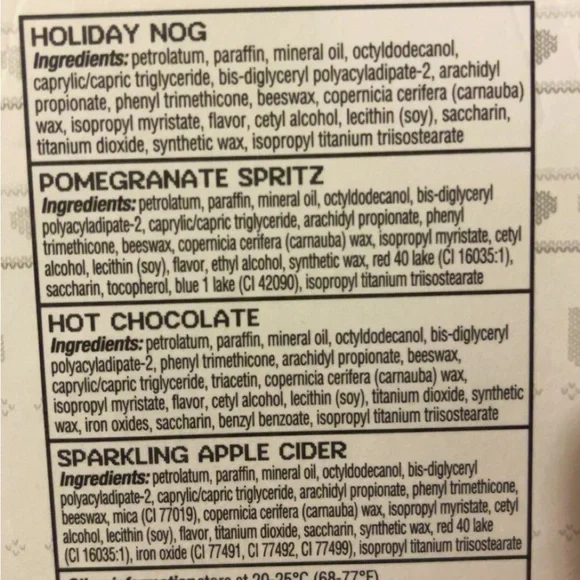 HOLIDAY NOG
Ingredients: petrolatum, paraffin, mineral oil, octyldodecanol,
caprylic/capric triglyceride, bis-diglyceryl polyacyladipate-2, arachidyl
propionate, phenyl trimethicone, beeswax, copernicia cerifera (carnauba)
wax, isopropyl myristate, flavor, cetyl alcohol, lecithin (soy), saccharin,
titanium dioxide, synthetic wax, isopropyl titanium triisostearate
POMEGRANATE SPRITZ
Ingredients: petrolatum, paraffin, mineral oil, octyldodecanol, bis-diglyceryl
polyacyladipate-2, caprylic/capric triglyceride, arachidyl propionate, phenyl
trimethicone, beeswax, copernicia cerifera (carnauba) wax, isopropyl myristate, cetyl
alcohol, lecithin (soy), flavor, ethyl alcohol, synthetic wax, red 40 lake (CI 16035:1),
saccharin, tocopherol, blue 1 lake (CI 42090), isopropyl titanium triisostearate
HOT CHOCOLATE
Ingredients: petrolatum, paraffin, mineral oil, octyldodecanol, bis-diglyceryl
polyacyladipate-2, phenyl trimethicone, arachidyl propionate, beeswax,
caprylic/capric triglyceride, triacetin, copernicia cerifera (carnauba) wax,
isopropyl myristate, flavor, cetyl alcohol, lecithin (soy), titanium dioxide, synthetic
wax, iron oxides, saccharin, benzyl benzoate, isopropyl titanium triisostearate
SPARKLING APPLE CIDER
Ingredients: petrolatum, paraffin, mineral oil, octyldodecanol, bis-diglyceryl
polyacyladipate-2, caprylic/capric triglyceride, arachidyl propionate, phenyl trimethicone,
beeswax, mica (CI 77019), copernicia cerifera (carnauba) wax, isopropyl myristate, cetyl
alcohol, lecithin (soy), flavor, titanium dioxide, saccharin, synthetic wax, red 40 lake
(CI 16035:1), iron oxide (CI 77491, CI 77492, CI 77499), isopropyl titanium triisostearate
20-25°C (68-77°F)